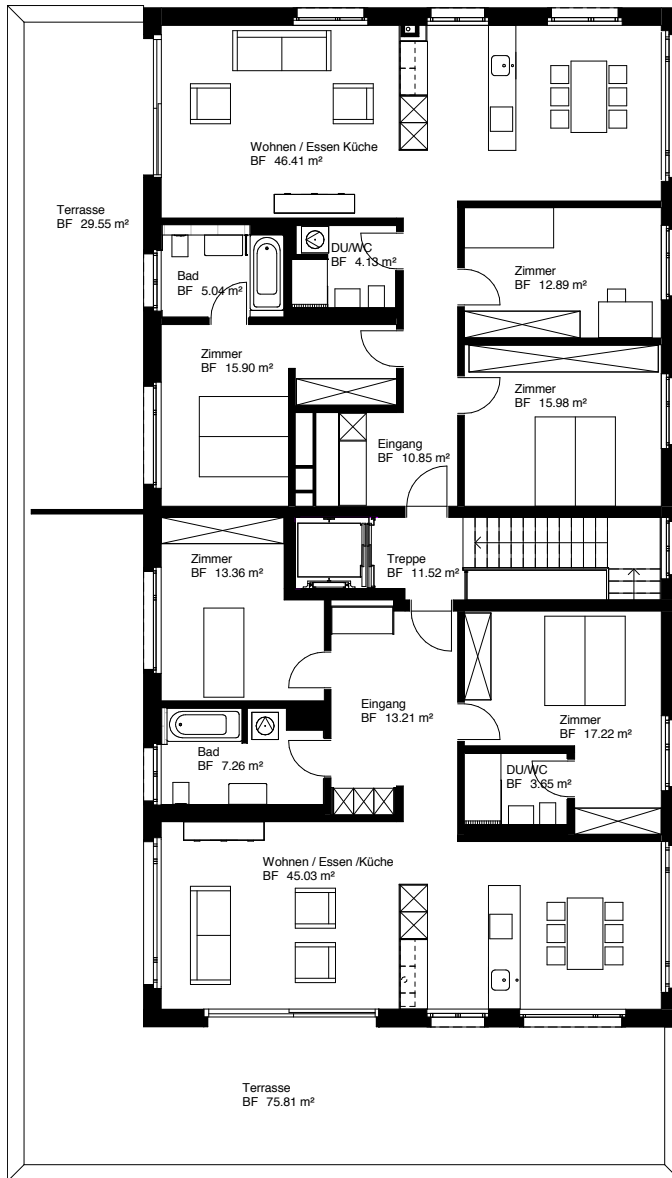 Wohnen / Essen Küche
BF 46.41 m²
Terrasse
BF 29.55 m²
DU/WC
BF 4.13 m²
Bad
BF 5.04 m²
Zimmer
BF 12.89 m²
Zimmer
BF 15.90 m²
Zimmer
BF 15.98 m²
Eingang
BF 10.85 m²
Zimmer
BF 13.36 m²
Treppe
BF 11.52 m²
Eingang
BF 13.21 m²
Zimmer
BF 17.22 m²
Bad
BF 7.26 m²
DU/WC
BF 3.65 m²
Wohnen / Essen /Küche
BF 45.03 m²
Terrasse
BF 75.81 m²